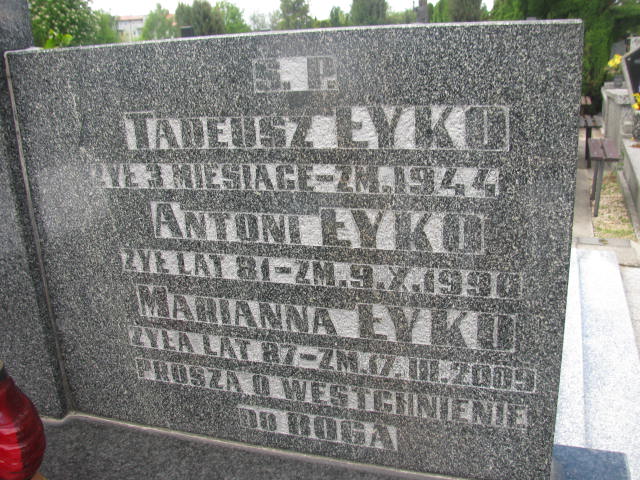 Ś. P.
TADEUSZ ŁYKO
ŻYŁ 3 MIESIĄCE - ZM. 1944
ANTONI ŁYKO
ŻYŁ LAT 81 - ZM. 9.X.1990
MARIANNA ŁYKO
ŻYŁA LAT 87 - ZM. 17.III.2009
PROSZĄ O WESTCHNIENIE
DO BOGA